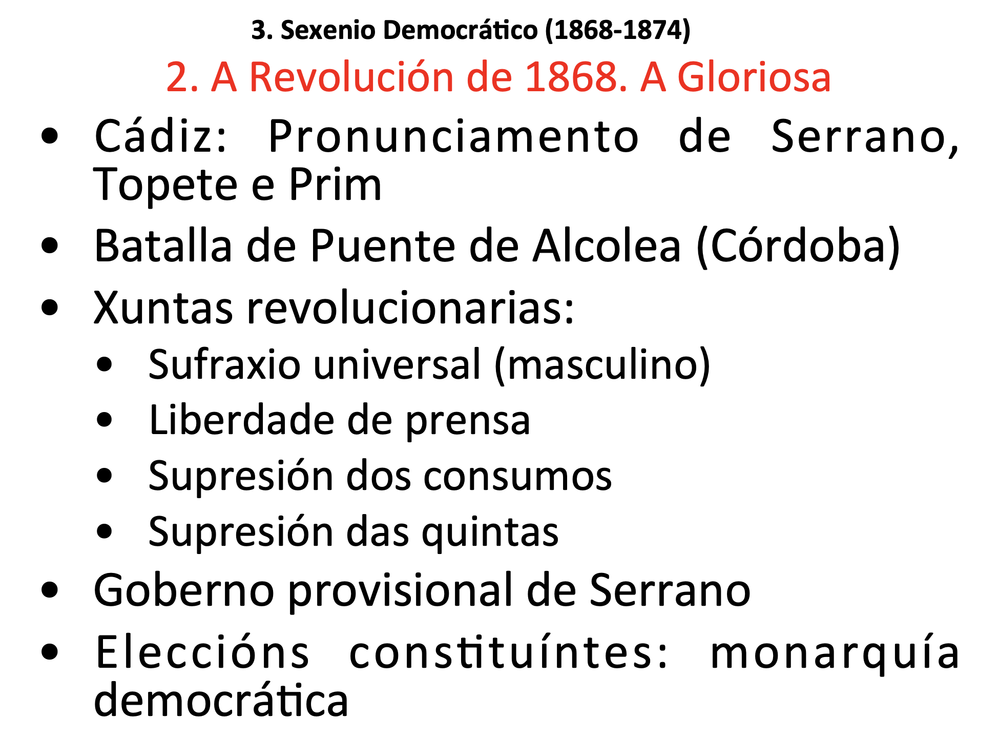 3. Sexenio Democrático (1868-1874)
2. A Revolución de 1868. A Gloriosa
• Cádiz: Pronunciamento de Serrano,
Topete e Prim
• Batalla de Puente de Alcolea (Córdoba)
• Xuntas revolucionarias:
• Sufraxio universal (masculino)
• Liberdade de prensa
• Supresión dos consumos
• Supresión das quintas
• Goberno provisional de Serrano
• Eleccións constituíntes: monarquía
democrática